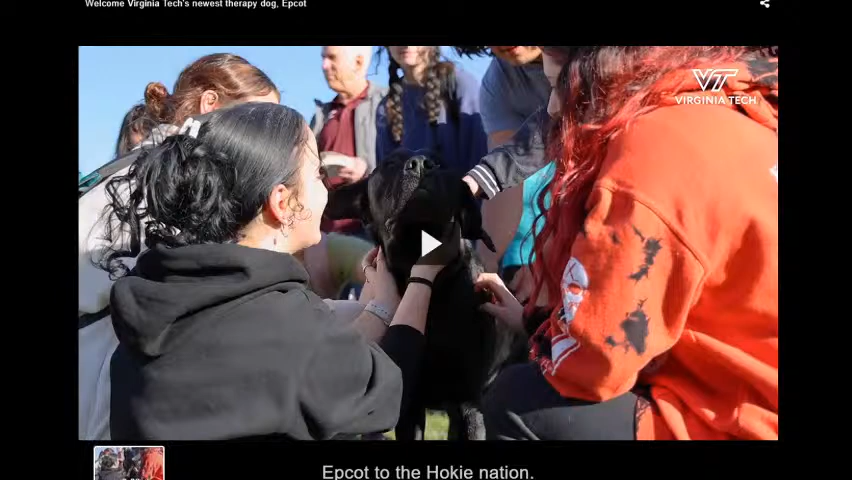 Welcome Virginia Tech's newest therapy dog, Epcot
VT
VIRGINIA TECH
Epcot to the Hokie nation.